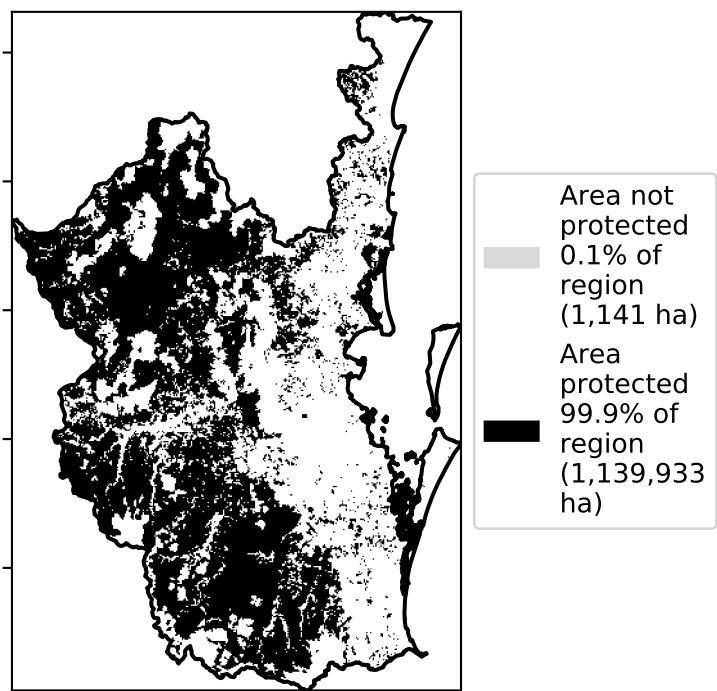 Area not
protected
0.1% of
region
(1,141 ha)
Area
protected
99.9% of
region
(1,139,933
ha)